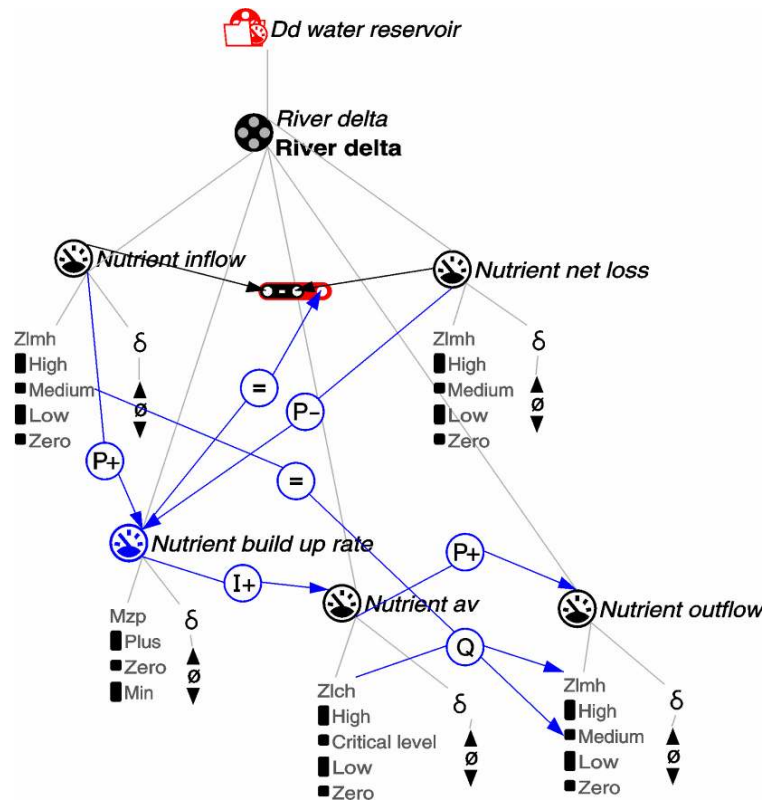 Dd water reservoir
River delta
River delta
Nutrient inflow
Nutrient net loss
Zlmh
δ
High
Medium
ø
Low
Zero
Zlmh
δ
High
Medium
ø
Low
Zero
-
=
P-
P+
=
Nutrient build up rate
P+
I+
Nutrient av
Nutrient outflow
Mzp
δ
Plus
Zero
ø
Min
Q
Zlch
δ
High
Critical level
ø
Low
Zero
Zlmh
δ
High
Medium
ø
Low
Zero